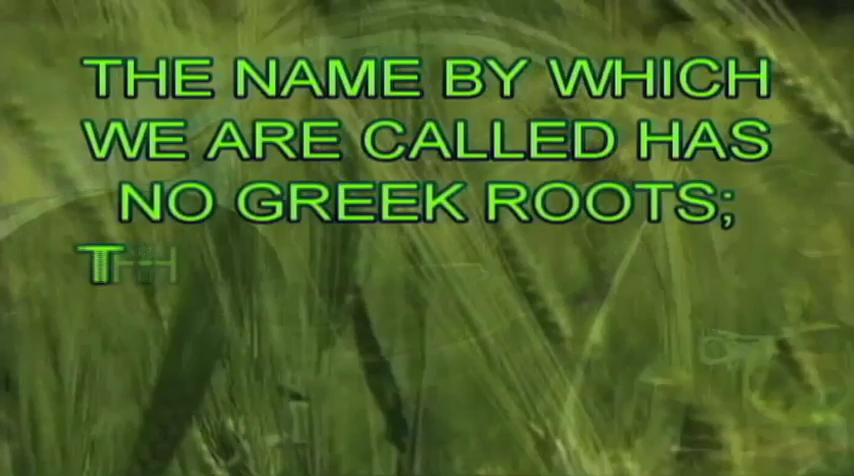 THE NAME BY WHICH
WE ARE CALLED HAS
NO GREEK ROOTS;